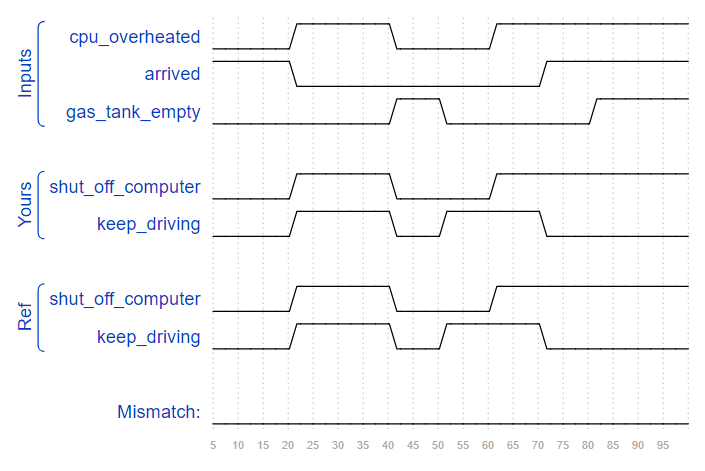 Inputs
cpu_overheated
arrived
gas_tank_empty
Yours
shut_off_computer
keep_driving
Ref
shut_off_computer
keep_driving
Mismatch:
5 10 15 20 25 30 35 40 45 50 55 60 65 70 75 80 85 90 95